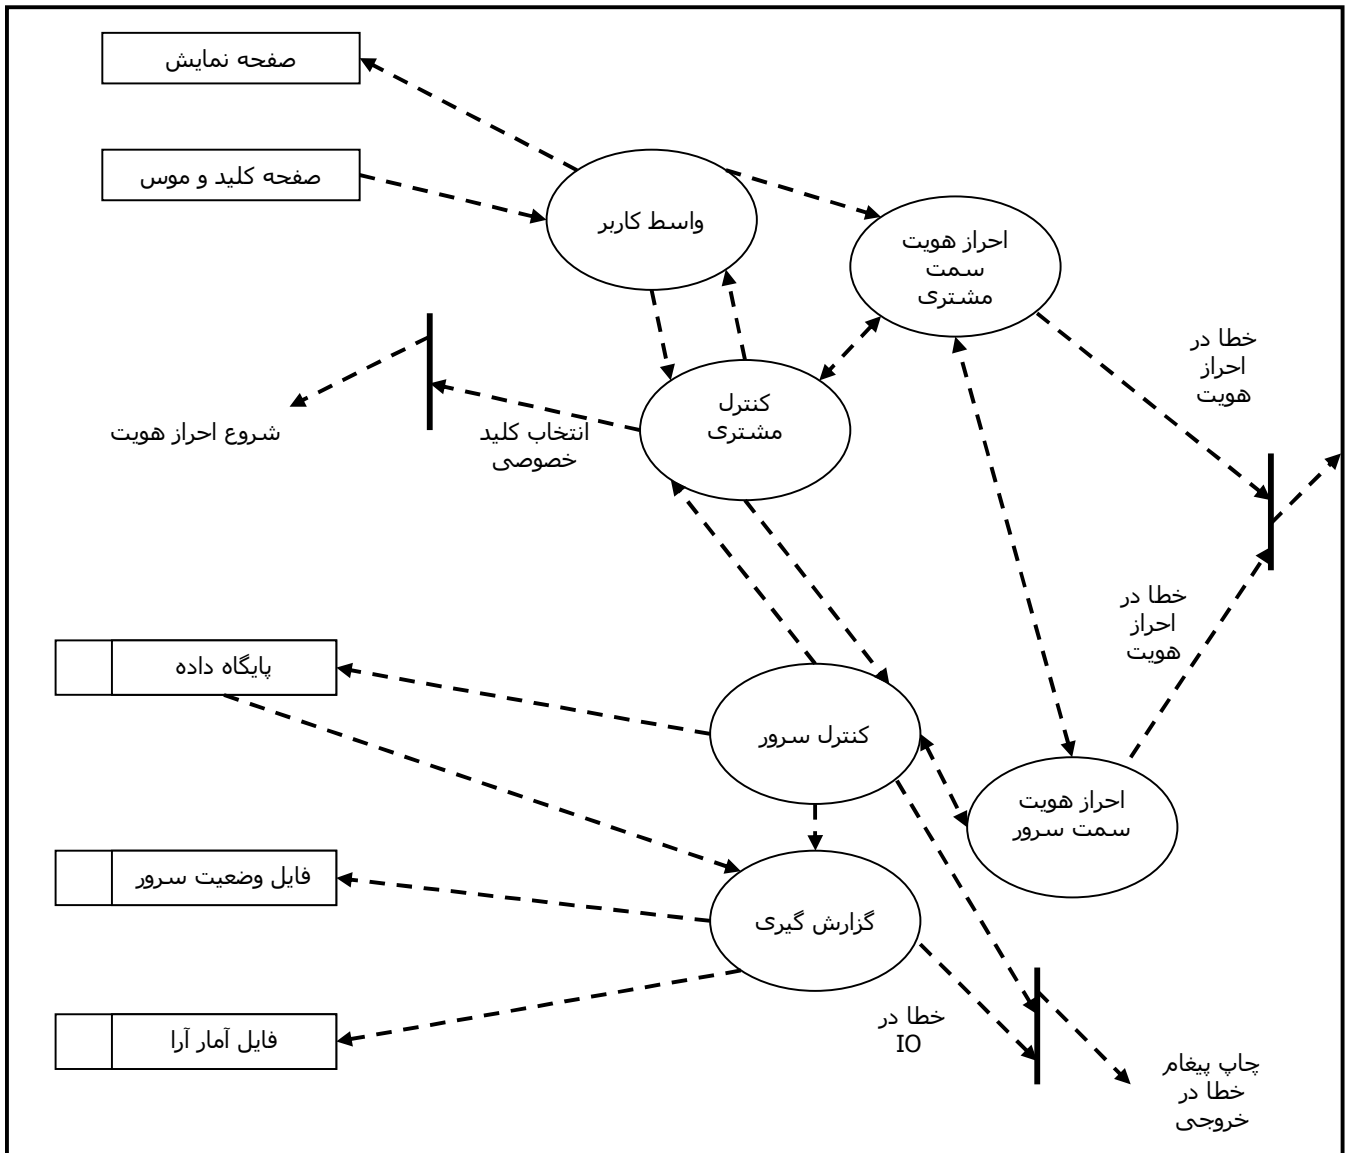 صفحه نمایش
صفحه کلید و موس
واسط کاربر
احراز هویت
سمت
مشتری
خطا در
احراز
هویت
کنترل
مشتری
انتخاب کلید
خصوصی
شروع احراز هویت
خطا در
احراز
هویت
پایگاه داده
کنترل سرور
احراز هویت
سمت سرور
فایل وضعیت سرور
گزارش گیری
خطا در
IO
فایل آمار آرا
چاپ پیغام
خطا در
خروجی